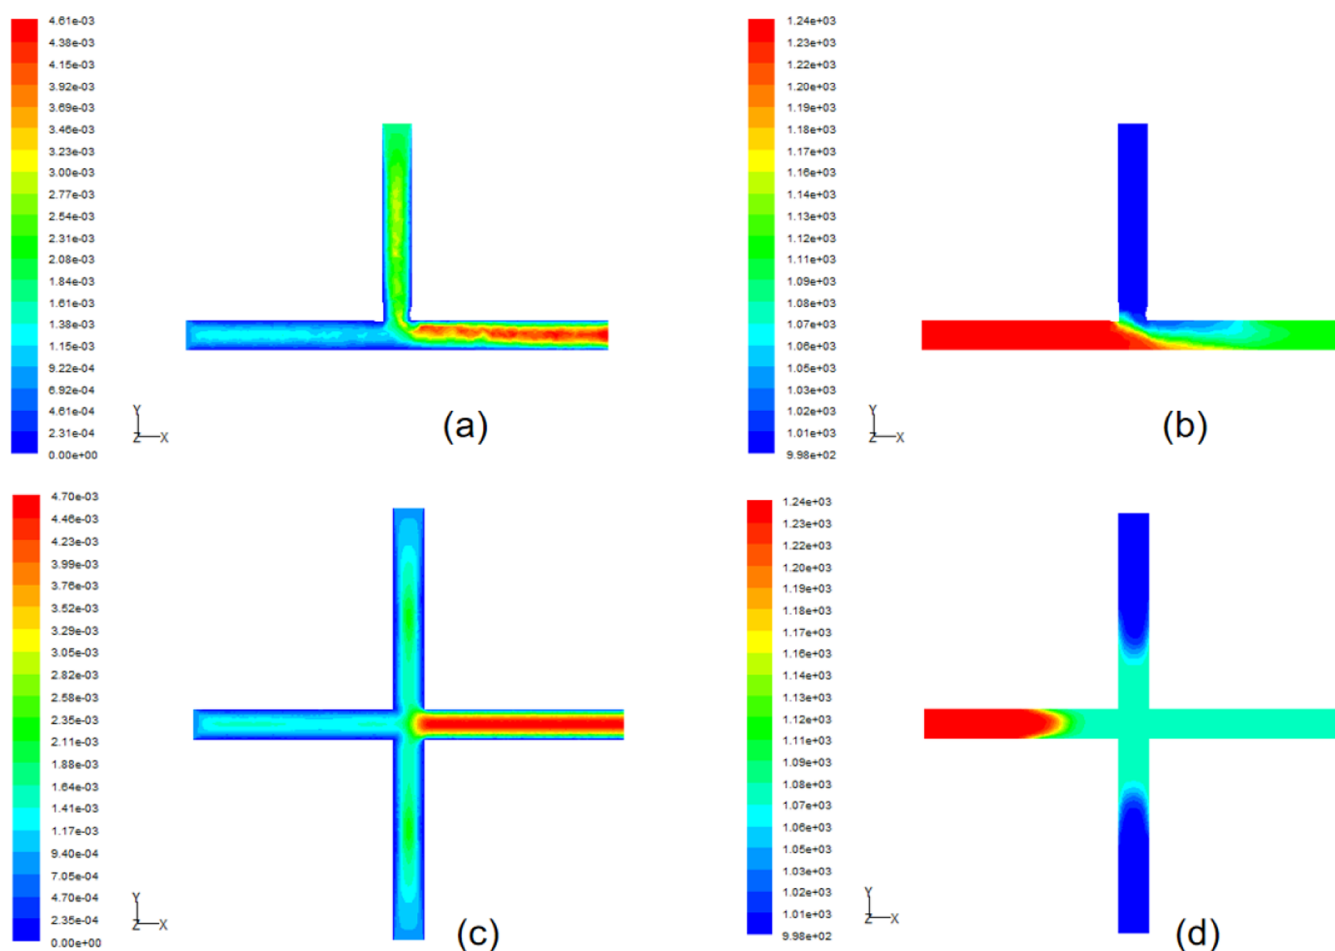 4.61e-03
4.38e-03
4.15e-03
3.92e-03
3.69e-03
3.46e-03
3.23e-03
3.00e-03
2.77e-03
2.54e-03
2.31e-03
2.08e-03
1.84e-03
1.61e-03
1.38e-03
1.15e-03
9.22e-04
6.92e-04
4.61e-04
2.31e-04
0.00e+00
Y
Z X
(a)
1.24e+03
1.23e+03
1.22e+03
1.20e+03
1.19e+03
1.18e+03
1.17e+03
1.16e+03
1.14e+03
1.13e+03
1.12e+03
1.11e+03
1.09e+03
1.08e+03
1.07e+03
1.06e+03
1.05e+03
1.03e+03
1.02e+03
1.01e+03
9.98e+02
Y
Z X
(b)
4.70e-03
4.46e-03
4.23e-03
3.99e-03
3.76e-03
3.52e-03
3.29e-03
3.05e-03
2.82e-03
2.58e-03
2.35e-03
2.11e-03
1.88e-03
1.64e-03
1.41e-03
1.17e-03
9.40e-04
7.05e-04
4.70e-04
2.35e-04
0.00e+00
Y
Z X
(c)
1.24e+03
1.23e+03
1.22e+03
1.20e+03
1.19e+03
1.18e+03
1.17e+03
1.16e+03
1.14e+03
1.13e+03
1.12e+03
1.11e+03
1.09e+03
1.08e+03
1.07e+03
1.06e+03
1.05e+03
1.03e+03
1.02e+03
1.01e+03
9.98e+02
Y
Z X
(d)